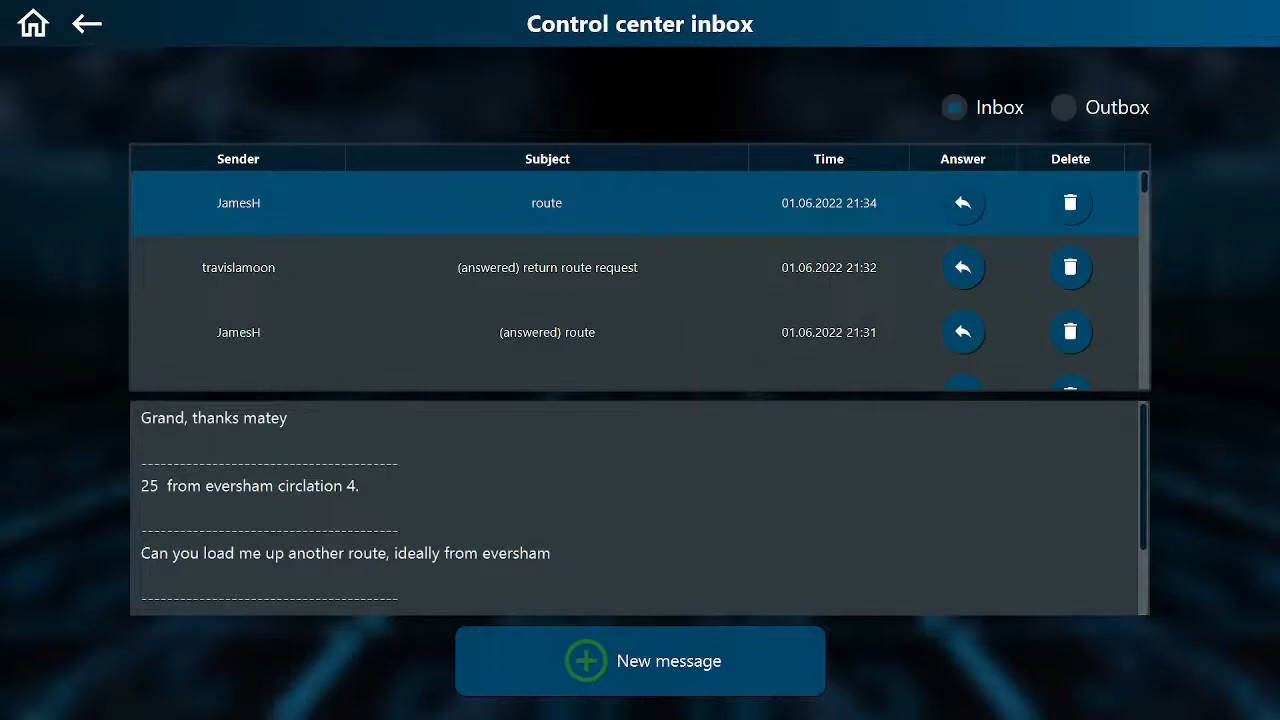 Control center inbox
Inbox Outbox
Sender Subject Time Answer Delete
JamesH route 01.06.2022 21:34
travislamoon (answered) return route request 01.06.2022 21:32
JamesH (answered) route 01.06.2022 21:31
Grand, thanks matey
----------------------------------------
25  from eversham circlation 4.
----------------------------------------
Can you load me up another route, ideally from eversham
----------------------------------------
New message